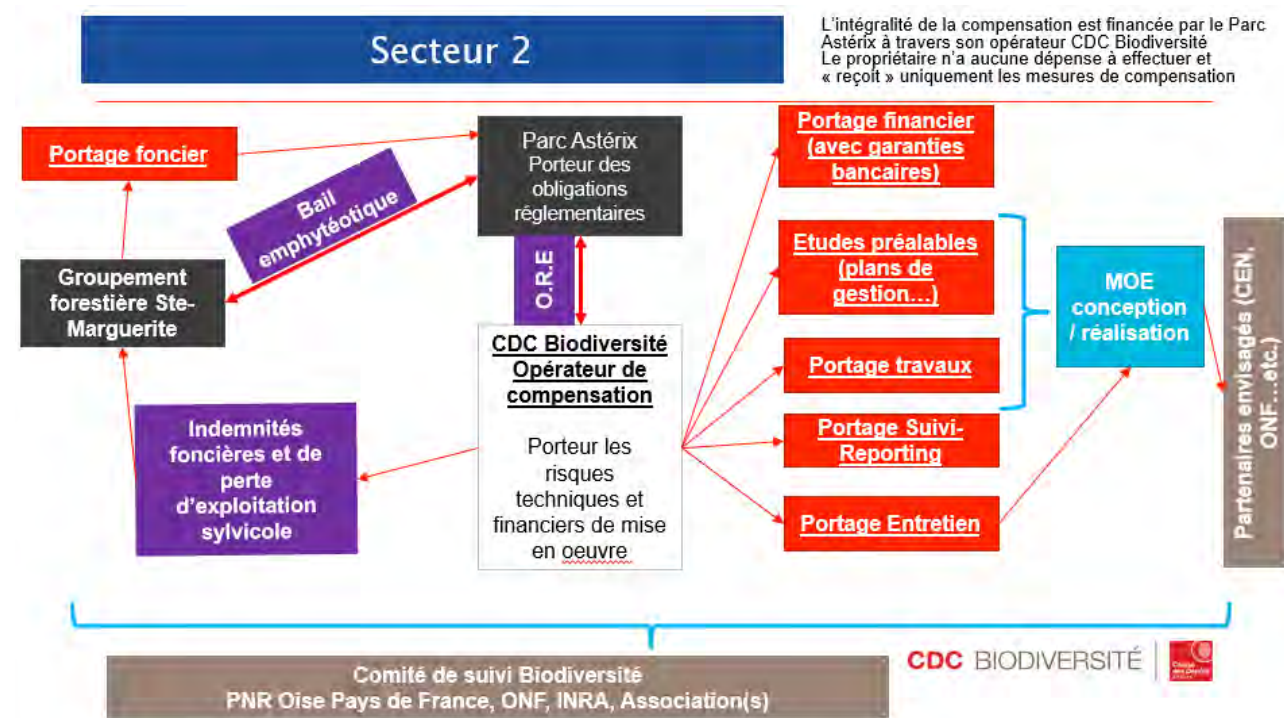 Secteur 2
L'intégralité de la compensation est financée par le Parc
Astérix à travers son opérateur CDC Biodiversité
Le propriétaire n'a aucune dépense à effectuer et
« reçoit » uniquement les mesures de compensation
Portage foncier
Bail
emphytéotique
Parc Astérix
Porteur des
obligations
réglementaires
Groupement
forestière Ste-
Marguerite
O.R.E
Indemnités
foncières et de
perte
d'exploitation
sylvicole
CDC Biodiversité
Opérateur de
compensation
Porteur les
risques
techniques et
financiers de mise
en oeuvre
Portage financier
(avec garanties
bancaires)
Etudes préalables
(plans de
gestion…)
Portage travaux
Portage Suivi-
Reporting
Portage Entretien
MOE
conception
/ réalisation
Partenaires envisagés (CEN,
ONF…etc.)
Comité de suivi Biodiversité
PNR Oise Pays de France, ONF, INRA, Association(s)
CDC BIODIVERSITÉ